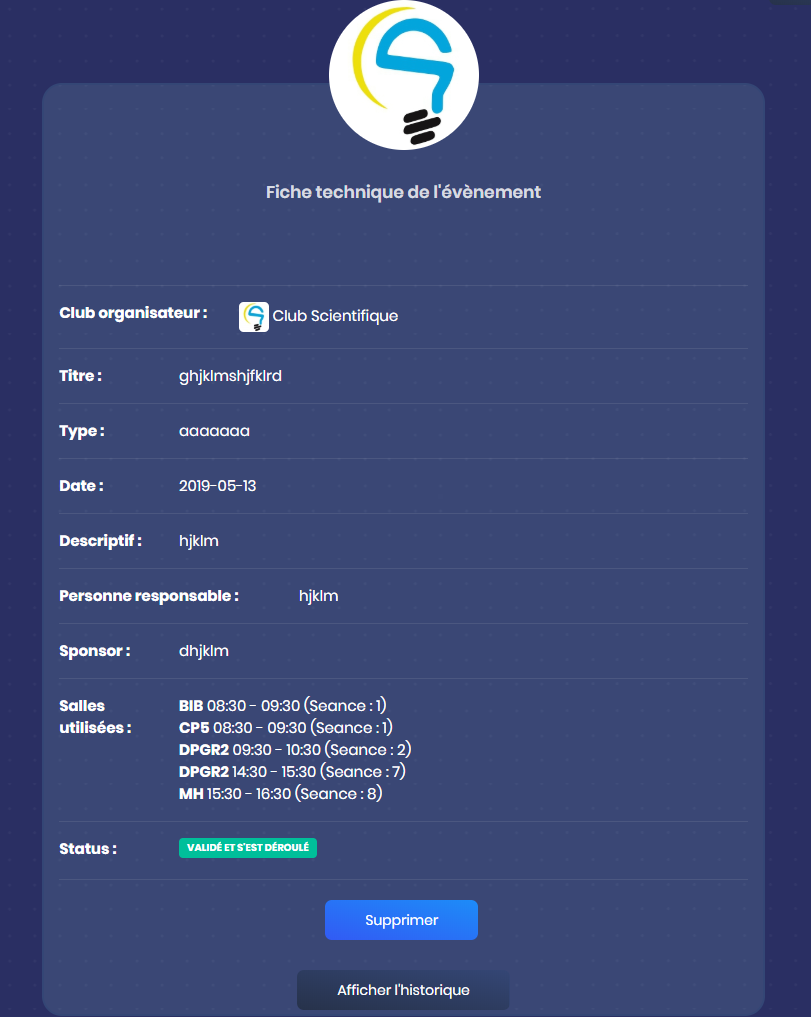 Fiche technique de l'évènement
Club organisateur : Club Scientifique
Titre : ghjklmshjfklrd
Type : aaaaaaa
Date : 2019-05-13
Descriptif : hjklm
Personne responsable : hjklm
Sponsor : dhjklm
Salles
utilisées :
BIB 08:30 - 09:30 (Seance : 1)
CP5 08:30 - 09:30 (Seance : 1)
DPGR2 09:30 - 10:30 (Seance : 2)
DPGR2 14:30 - 15:30 (Seance : 7)
MH 15:30 - 16:30 (Seance : 8)
Status : VALIDÉ ET S'EST DÉROULÉ
Supprimer
Afficher l'historique